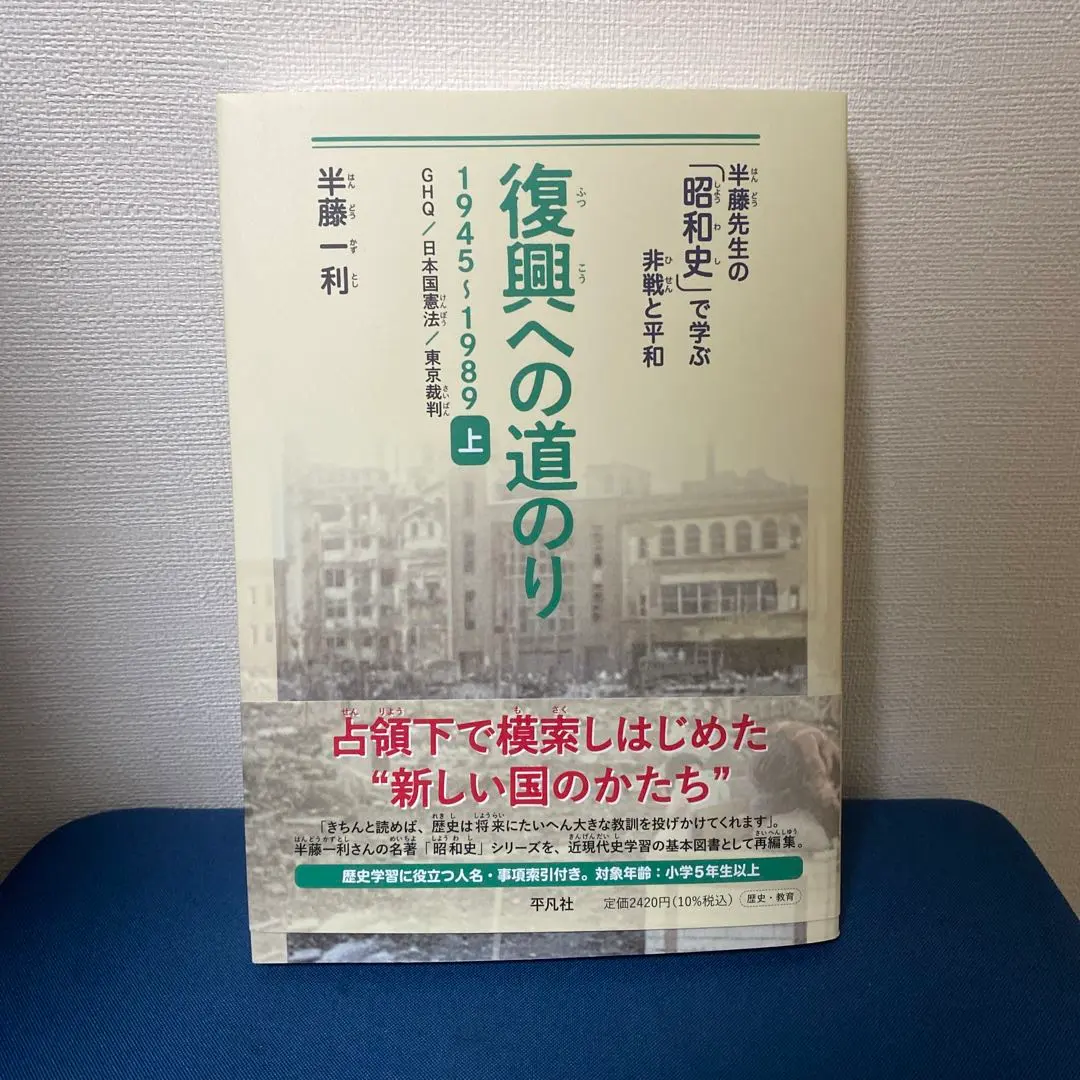 半藤先生の
「昭和史」で学ぶ
非戦と平和
復興への道のり
1945~1989 上
GHQ/日本国憲法/東京裁判
半藤一利
占領下で模索しはじめた
“新しい国のかたち”
「きちんと読めば、歴史は将来にたいへん大きな教訓を投げかけてくれます」。
半藤一利さんの名著「昭和史」シリーズを、近現代史学習の基本図書として再編集。
歴史学習に役立つ人名・事項索引付き。対象年齢:小学5年生以上
平凡社 定価2420円(10%税込) 歴史・教育